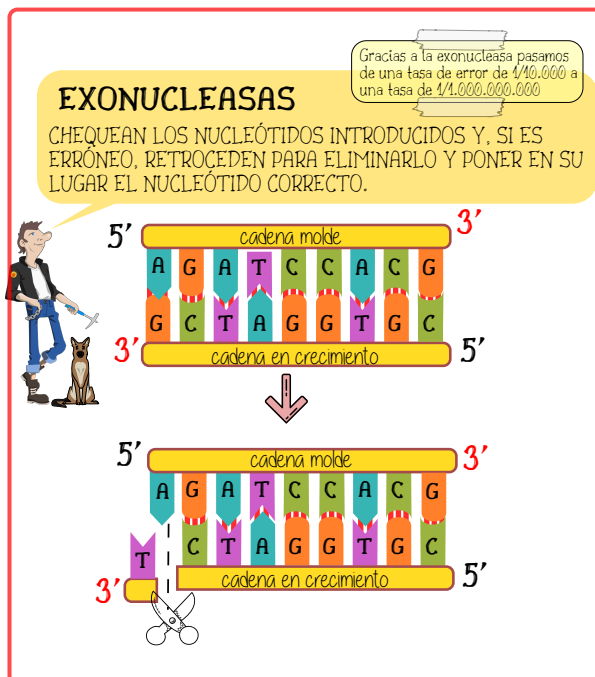 Gracias a la exonucleasa pasamos
de una tasa de error de 1/10.000 a
una tasa de 1/1.000.000.000
EXONUCLEASAS
CHEQUEAN LOS NUCLEÓTIDOS INTRODUCIDOS Y, SI ES
ERRÓNEO, RETROCEDEN PARA ELIMINARLO Y PONER EN SU
LUGAR EL NUCLEÓTIDO CORRECTO.
5' cadena molde 3'
A G A T C C A C G
G C T A G G T G C
3' cadena en crecimiento 5'
5' cadena molde 3'
A G A T C C A C G
T C T A G G T G C
3' cadena en crecimiento 5'